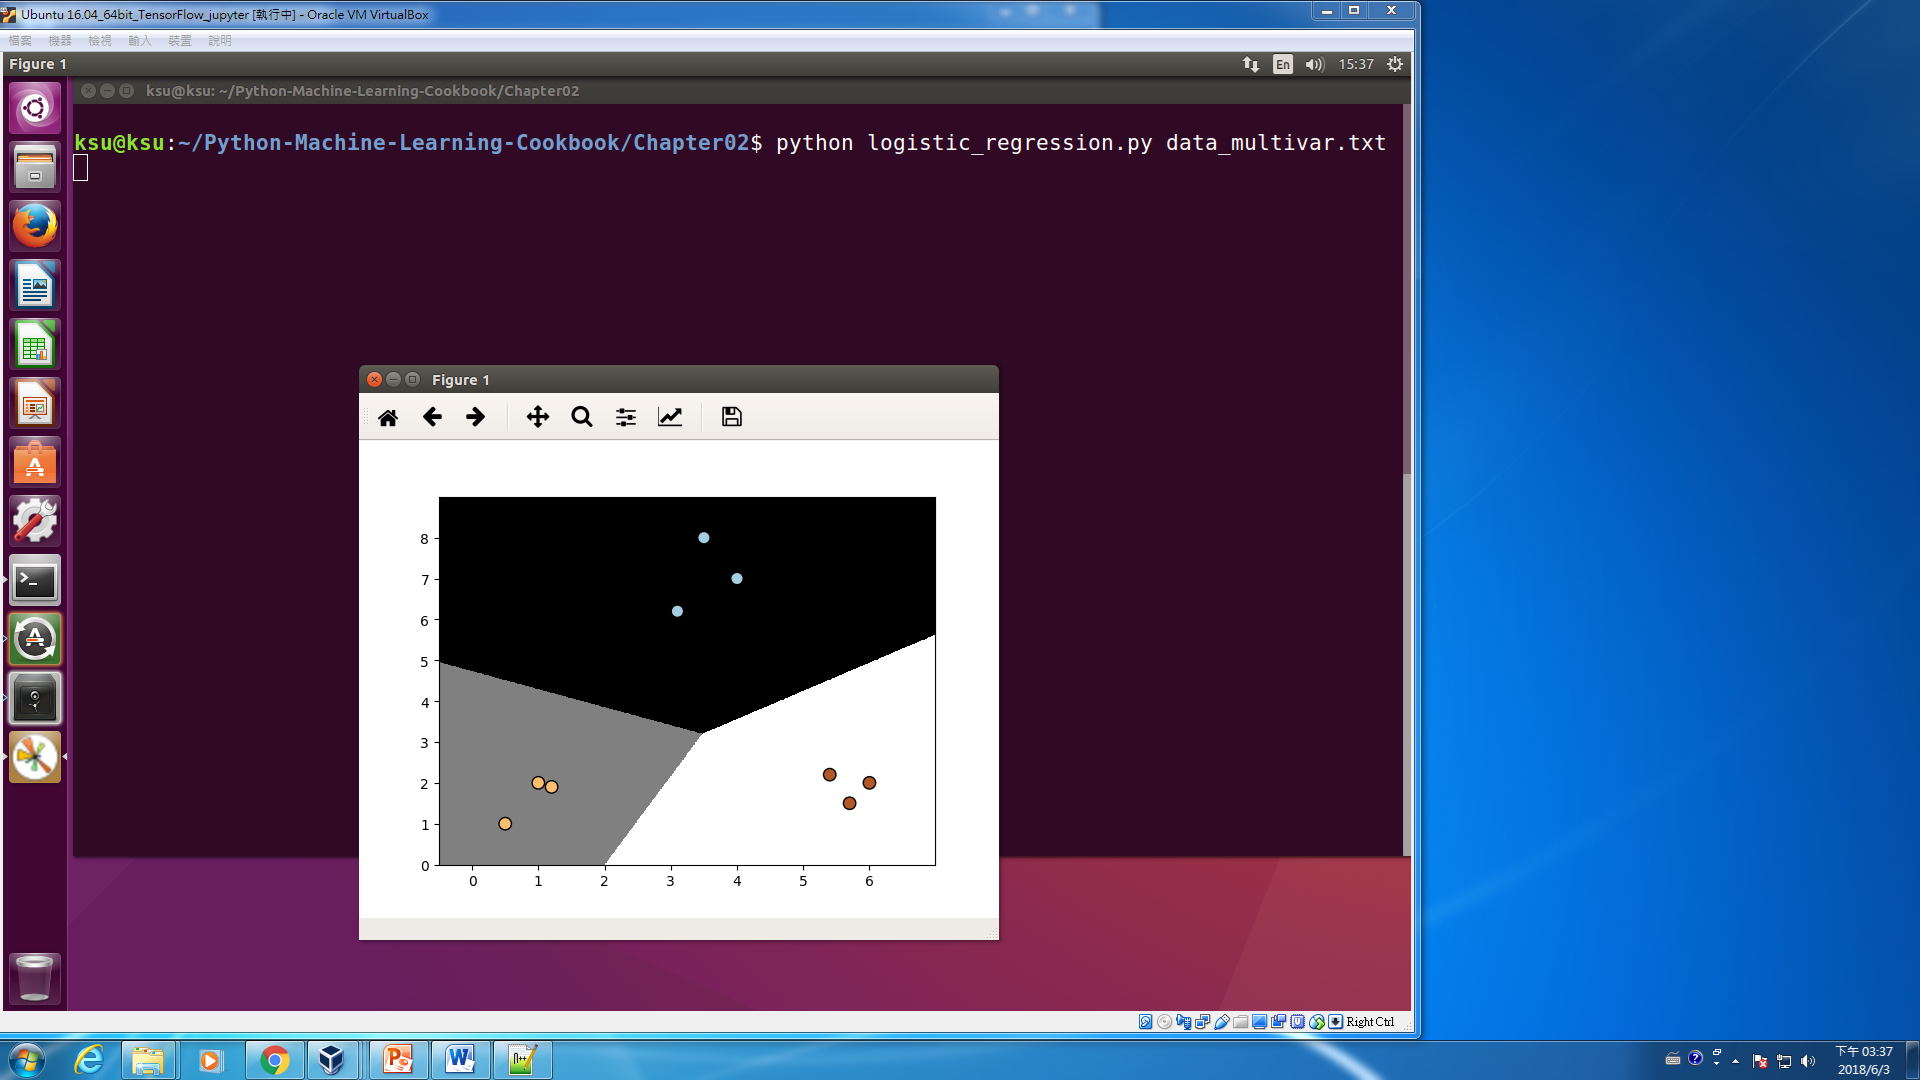 Ubuntu 16.04_64bit_TensorFlow_jupyter [執行中] - Oracle VM VirtualBox
檔案 機器 檢視 輸入 裝置 說明
Figure 1 En 15:37
ksu@ksu: ~/Python-Machine-Learning-Cookbook/Chapter02
ksu@ksu:~/Python-Machine-Learning-Cookbook/Chapter02$ python logistic_regression.py data_multivar.txt
Figure 1
8
7
6
5
4
3
2
1
0
0 1 2 3 4 5 6
Right Ctrl
下午 03:37
2018/6/3